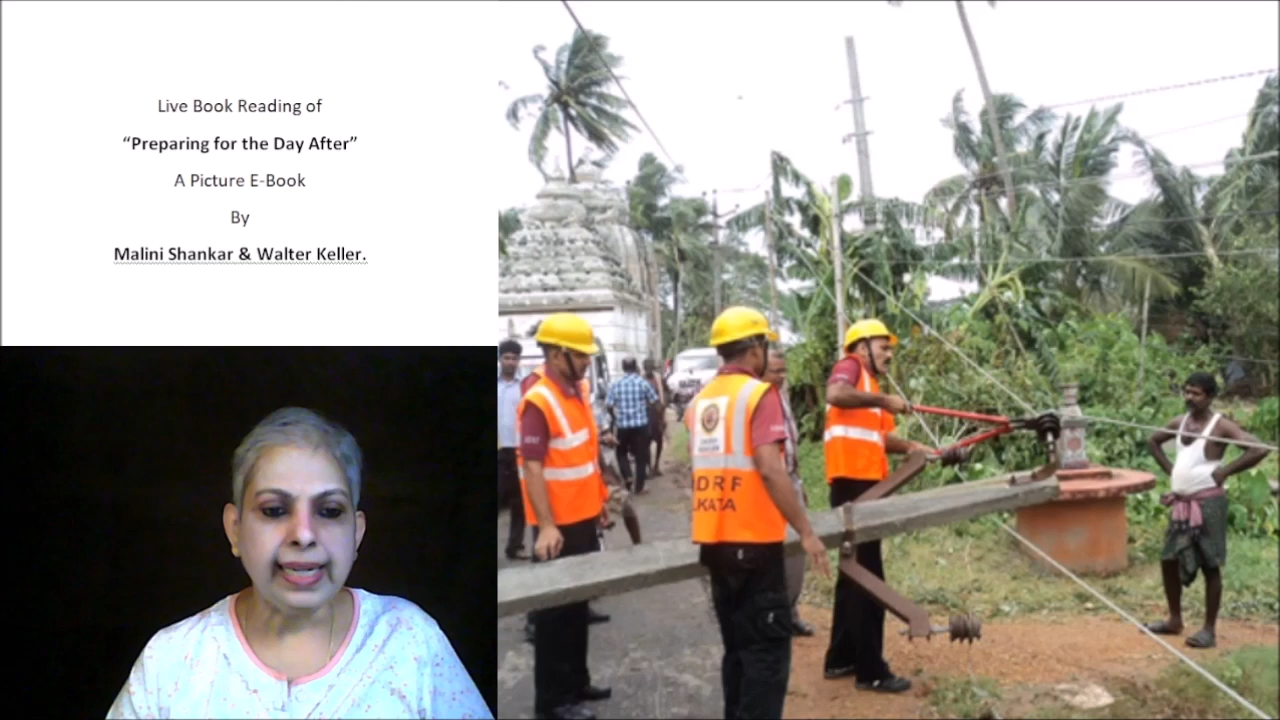 Live Book Reading of
“Preparing for the Day After”
A Picture E-Book
By
Malini Shankar & Walter Keller.
DRF
KATA